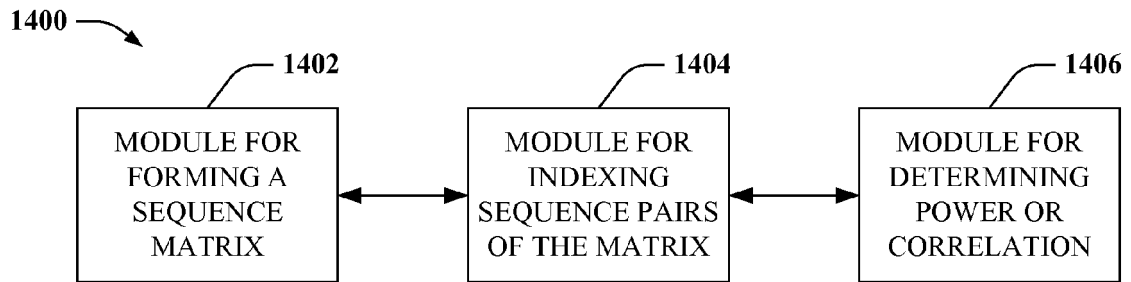 1400
1402
1404
1406
MODULE FOR
FORMING A
SEQUENCE
MATRIX
MODULE FOR
INDEXING
SEQUENCE PAIRS
OF THE MATRIX
MODULE FOR
DETERMINING
POWER OR
CORRELATION